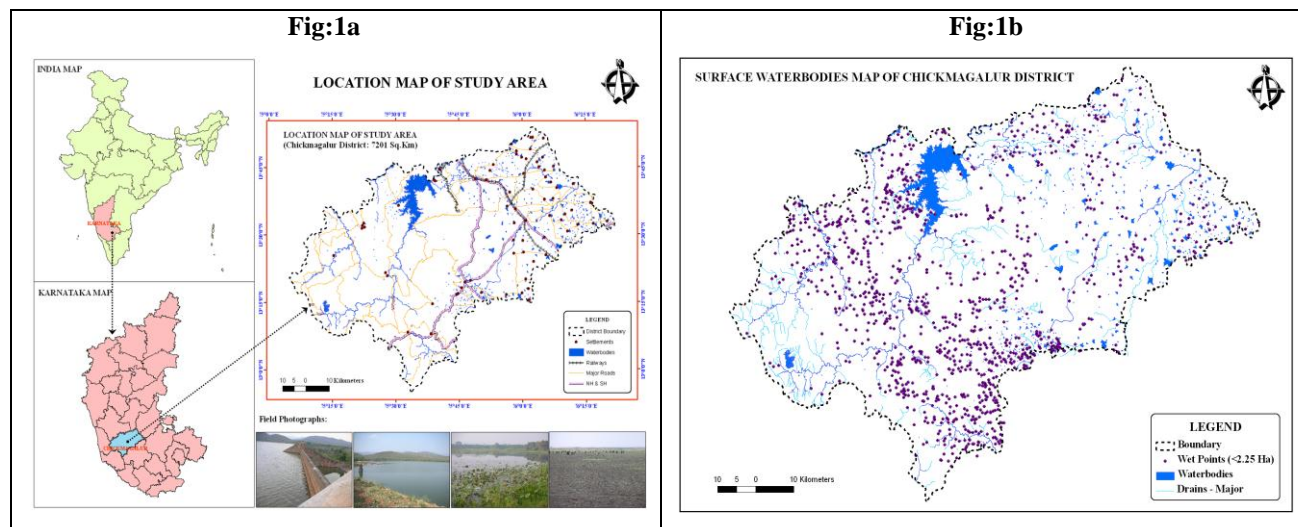 Fig:1a
INDIA MAP
LOCATION MAP OF STUDY AREA
LOCATION MAP OF STUDY AREA
(Chickmagalur District: 7201 Sq.Km)
KARNATAKA
KARNATAKA MAP
LEGEND
District Boundary
Settlements
Waterbodies
Railways
Major Roads
NH & SH
10 5 0 10 Kilometers
Field Photographs:
Fig:1b
SURFACE WATERBODIES MAP OF CHICKMAGALUR DISTRICT
LEGEND
Boundary
Wet Points (<2.25 Ha)
Waterbodies
Drains - Major
10 5 0 10 Kilometers